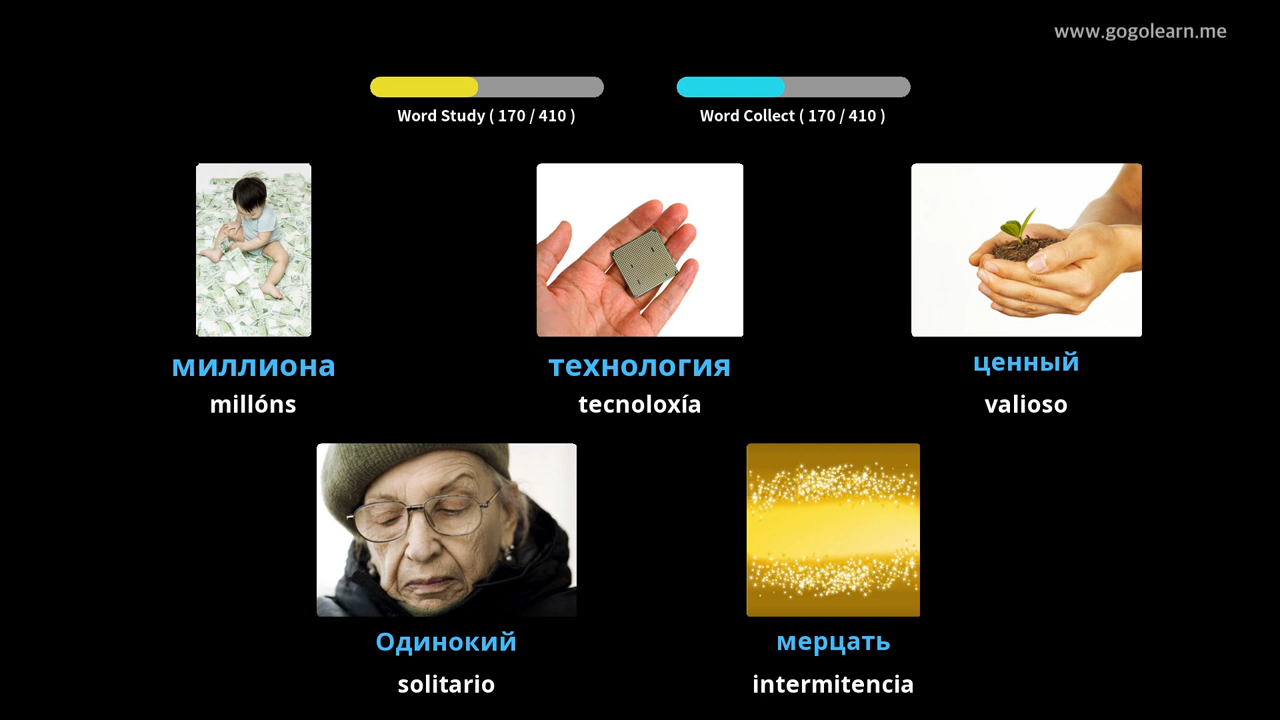 www.gogolearn.me
Word Study ( 170 / 410 )
Word Collect ( 170 / 410 )
миллиона
millóns
технология
tecnoloxía
ценный
valioso
Одинокий
solitario
мерцать
intermitencia